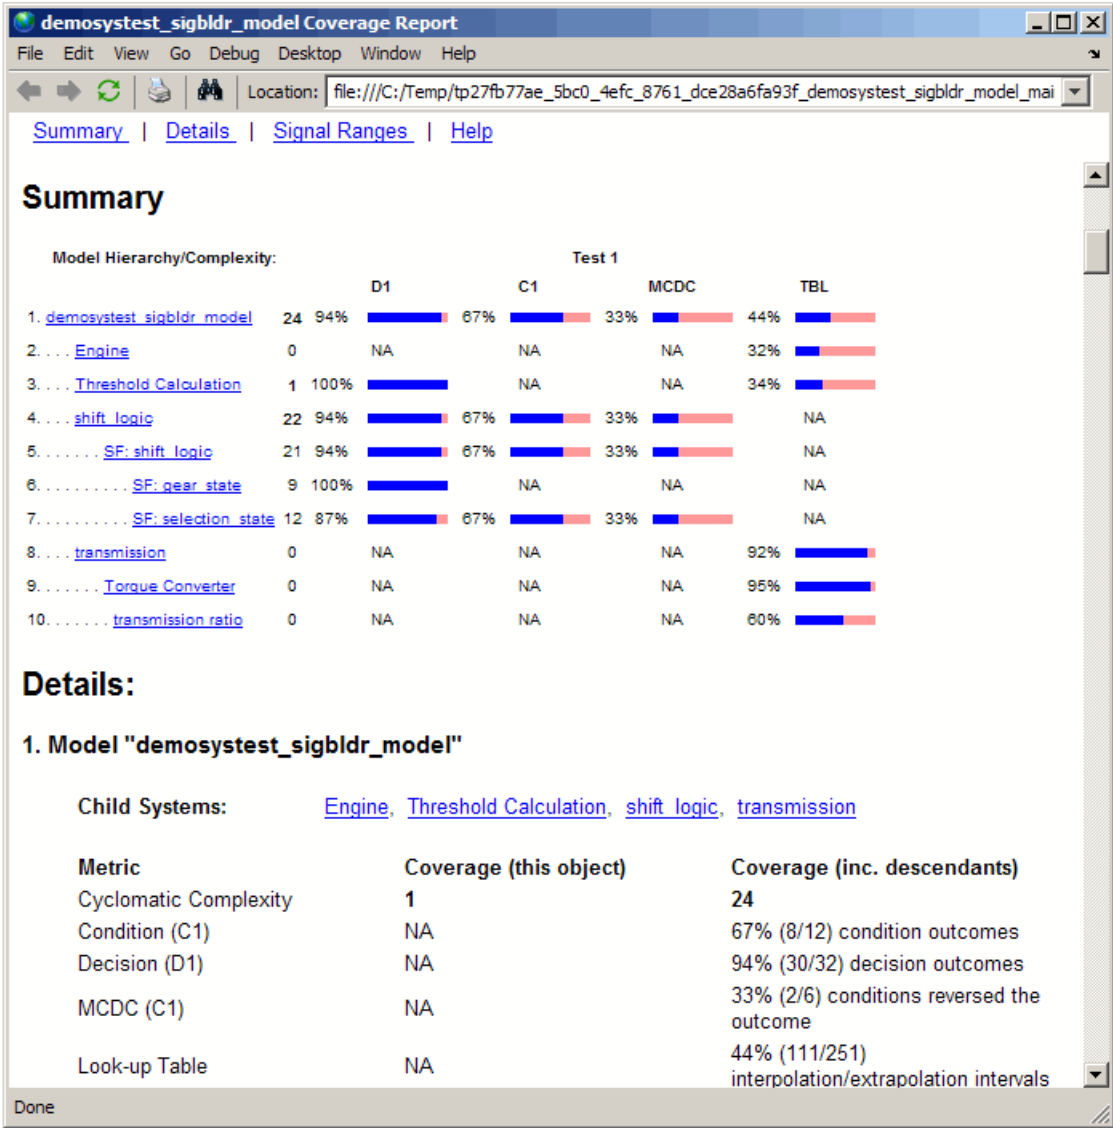 demosystest_sigbldr_model Coverage Report
File Edit View Go Debug Desktop Window Help
Location: file:///C:/Temp/tp27fb77ae_5bc0_4efc_8761_dce28a6fa93f_demosystest_sigbldr_model_mai
Summary | Details | Signal Ranges | Help
Summary
Model Hierarchy/Complexity: Test 1
D1 C1 MCDC TBL
1. demosystest_sigbldr_model 24 94% 67% 33% 44%
2. . . . Engine 0 NA NA NA 32%
3. . . . Threshold Calculation 1 100% NA NA 34%
4. . . . shift_logic 22 94% 67% 33% NA
5. . . . . . . SF: shift_logic 21 94% 67% 33% NA
6. . . . . . . . . . SF: gear_state 9 100% NA NA NA
7. . . . . . . . . . SF: selection_state 12 87% 67% 33% NA
8. . . . transmission 0 NA NA NA 92%
9. . . . . . . Torque Converter 0 NA NA NA 95%
10. . . . . . . transmission ratio 0 NA NA NA 60%
Details:
1. Model "demosystest_sigbldr_model"
Child Systems: Engine, Threshold Calculation, shift_logic, transmission
Metric Coverage (this object) Coverage (inc. descendants)
Cyclomatic Complexity 1 24
Condition (C1) NA 67% (8/12) condition outcomes
Decision (D1) NA 94% (30/32) decision outcomes
MCDC (C1) NA 33% (2/6) conditions reversed the
outcome
Look-up Table NA 44% (111/251)
interpolation/extrapolation intervals
Done